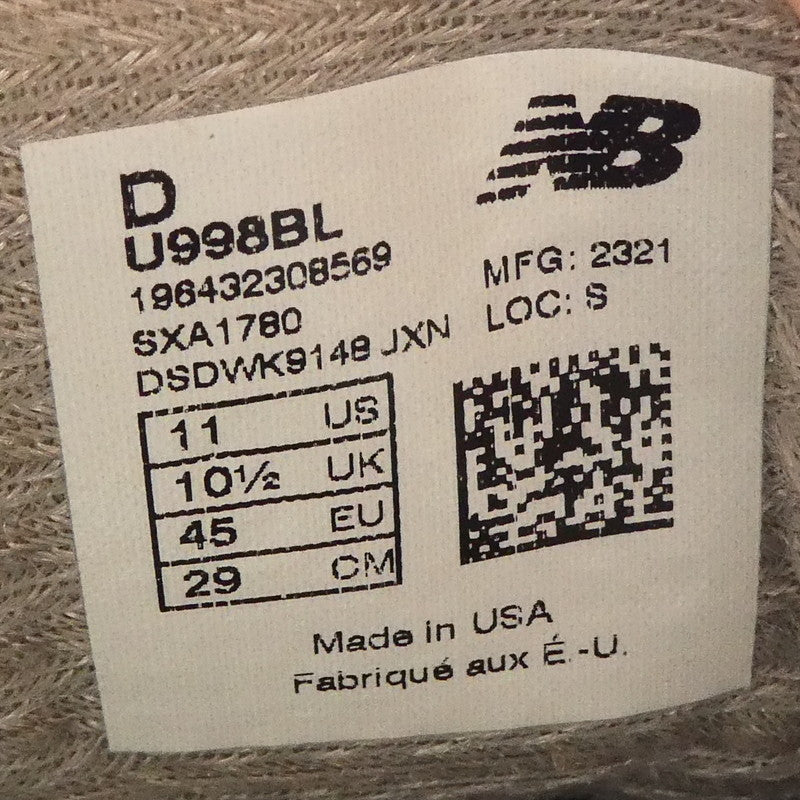 D
U998BL
196432308569
SXA1780
DSDWK9148 JXN
NB
MFG: 2321
LOC: S
11 US
10½ UK
45 EU
29 CM
Made in USA
Fabriqué aux É.-U.